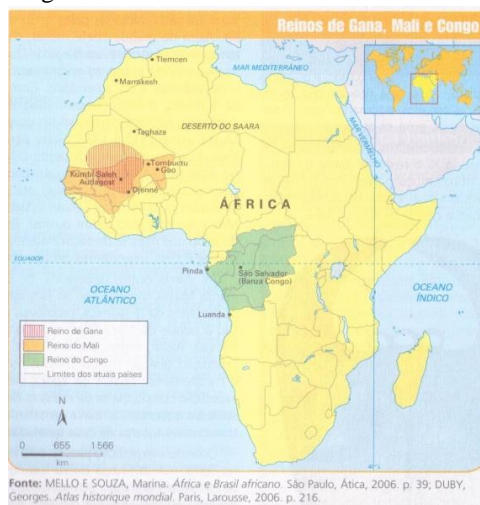 Reinos de Gana, Mali e Congo
Tlemcen
MAR MEDITERRÂNEO
Marrakesh
Taghaza
DESERTO DO SAARA
MAR VERMELHO
Tombuctu
Kumbi Saleh
Gao
Audagost
Djenné
ÁFRICA
EQUADOR
Pinda
São Salvador
(Banza Congo)
OCEANO
ATLÂNTICO
OCEANO
ÍNDICO
Luanda
Reino de Gana
Reino do Mali
Reino do Congo
Limites dos atuais países
N
0 655 1 566
km
Fonte: MELLO E SOUZA, Marina. África e Brasil africano. São Paulo, Ática, 2006. p. 39; DUBY,
Georges. Atlas historique mondial. Paris, Larousse, 2006. p. 216.